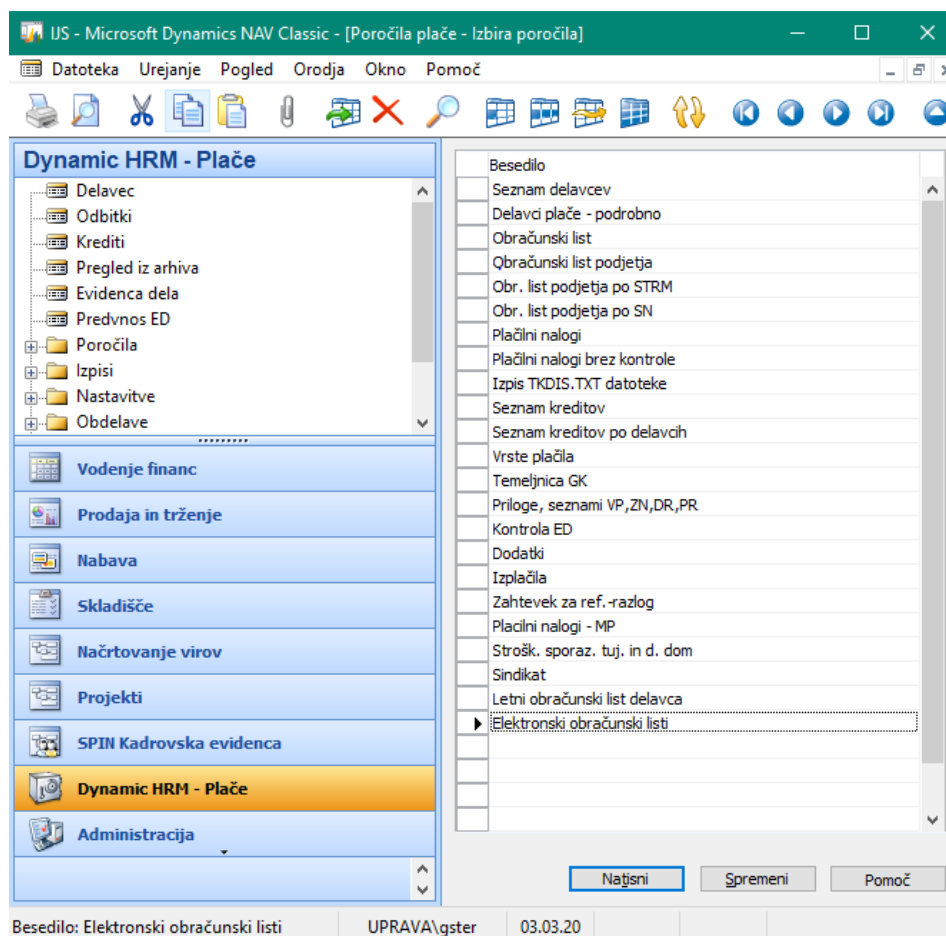 IJS - Microsoft Dynamics NAV Classic - [Poročila plače - Izbira poročila]
Datoteka Urejanje Pogled Orodja Okno Pomoč
Dynamic HRM - Plače
Delavec
Odbitki
Krediti
Pregled iz arhiva
Evidenca dela
Predvnos ED
Poročila
Izpisi
Nastavitve
Obdelave
Vodenje financ
Prodaja in trženje
Nabava
Skladišče
Načrtovanje virov
Projekti
SPIN Kadrovska evidenca
Dynamic HRM - Plače
Administracija
Besedilo
Seznam delavcev
Delavci plače - podrobno
Obračunski list
Qbračunski list podjetja
Obr. list podjetja po STRM
Obr. list podjetja po SN
Plačilni nalogi
Plačilni nalogi brez kontrole
Izpis TKDIS.TXT datoteke
Seznam kreditov
Seznam kreditov po delavcih
Vrste plačila
Temeljnica GK
Priloge, seznami VP,ZN,DR,PR
Kontrola ED
Dodatki
Izplačila
Zahtevek za ref.-razlog
Placilni nalogi - MP
Strošk. sporaz. tuj. in d. dom
Sindikat
Letni obračunski list delavca
Elektronski obračunski listi
Natisni Spremeni Pomoč
Besedilo: Elektronski obračunski listi UPRAVA\gster 03.03.20